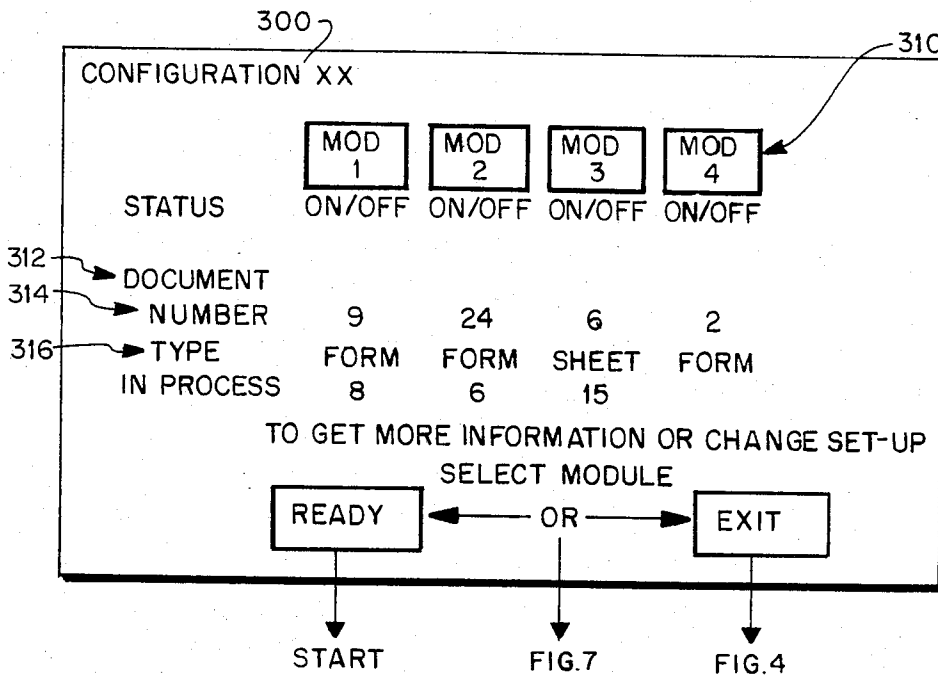 300
310
CONFIGURATION XX
MOD 1 MOD 2 MOD 3 MOD 4
STATUS ON/OFF ON/OFF ON/OFF ON/OFF
312
DOCUMENT
314
NUMBER 9 24 6 2
316
TYPE FORM FORM SHEET FORM
IN PROCESS 8 6 15
TO GET MORE INFORMATION OR CHANGE SET-UP
SELECT MODULE
READY OR EXIT
START FIG.7 FIG.4